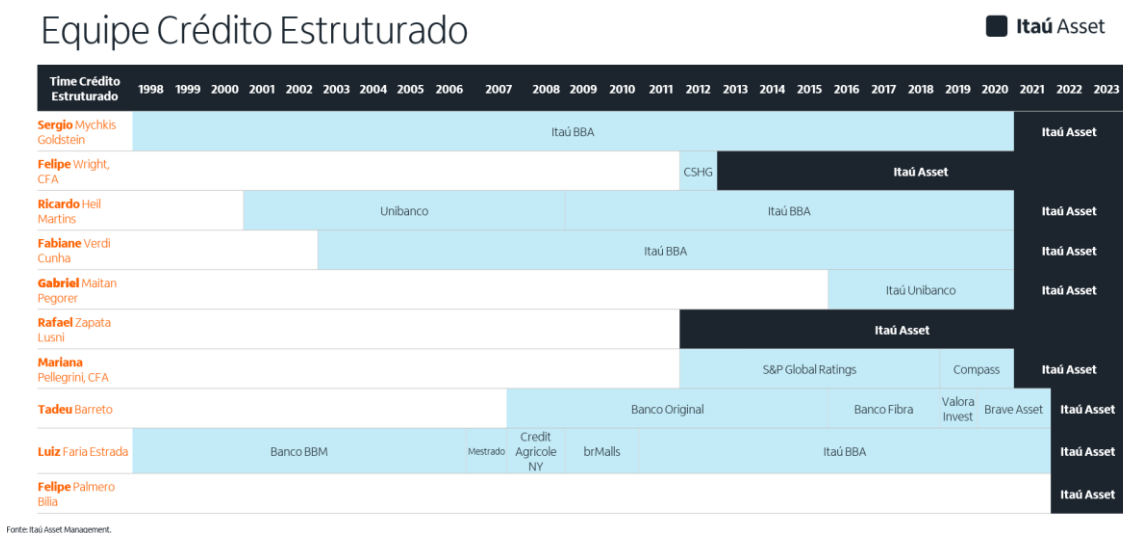 Equipe Crédito Estruturado
Itaú Asset
Time Crédito
Estruturado
1998 1999 2000 2001 2002 2003 2004 2005 2006 2007 2008 2009 2010 2011 2012 2013 2014 2015 2016 2017 2018 2019 2020 2021 2022 2023
Sergio Mychkis
Goldstein
Itaú BBA
Itaú Asset
Felipe Wright,
CFA
CSHG
Itaú Asset
Ricardo Heil
Martins
Unibanco
Itaú BBA
Itaú Asset
Fabiane Verdi
Cunha
Itaú BBA
Itaú Asset
Gabriel Maitan
Pegorer
Itaú Unibanco
Itaú Asset
Rafael Zapata
Lusni
Itaú Asset
Mariana
Pellegrini, CFA
S&P Global Ratings
Compass
Itaú Asset
Tadeu Barreto
Banco Original
Banco Fibra
Valora
Invest
Brave Asset
Itaú Asset
Luiz Faria Estrada
Banco BBM
Mestrado
Credit
Agricole
NY
brMalls
Itaú BBA
Itaú Asset
Felipe Palmero
Bilia
Itaú Asset
Fonte: Itaú Asset Management.